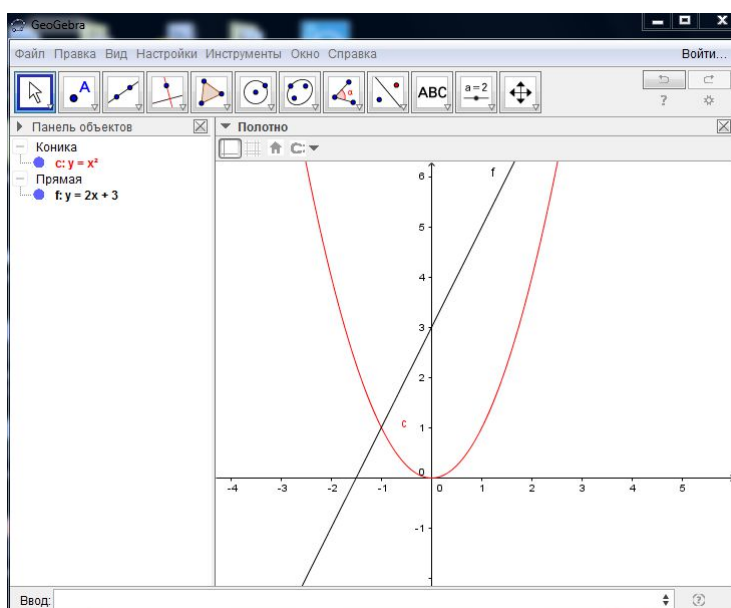 GeoGebra
Файл Правка Вид Настройки Инструменты Окно Справка Войти...
A α ABC a=2 ?
Панель объектов
Полотно
C:
Коника
c: y = x²
Прямая
f: y = 2x + 3
f
c
6
5
4
3
2
1
0
-1
-4 -3 -2 -1 0 1 2 3 4 5
Ввод: ?